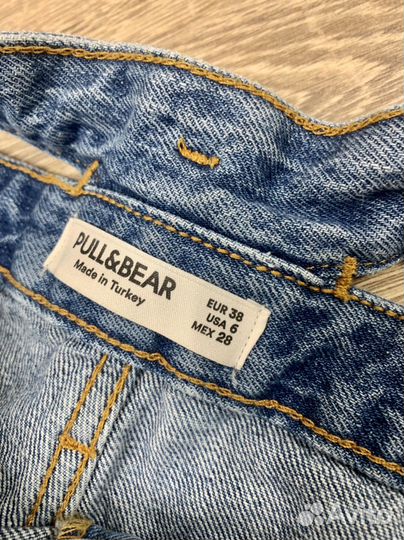 PULL&BEAR
Made in Turkey
EUR 38
USA 6
MEX 28
Avito